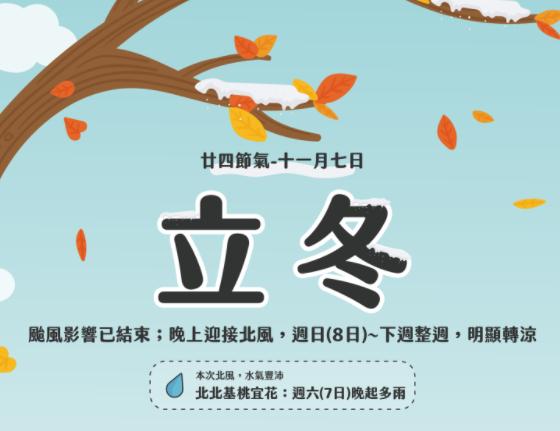 廿四節氣-十一月七日
立冬
颱風影響已結束；晚上迎接北風，週日(8日)~下週整週，明顯轉涼
本次北風，水氣豐沛
北北基桃宜花：週六(7日)晚起多雨